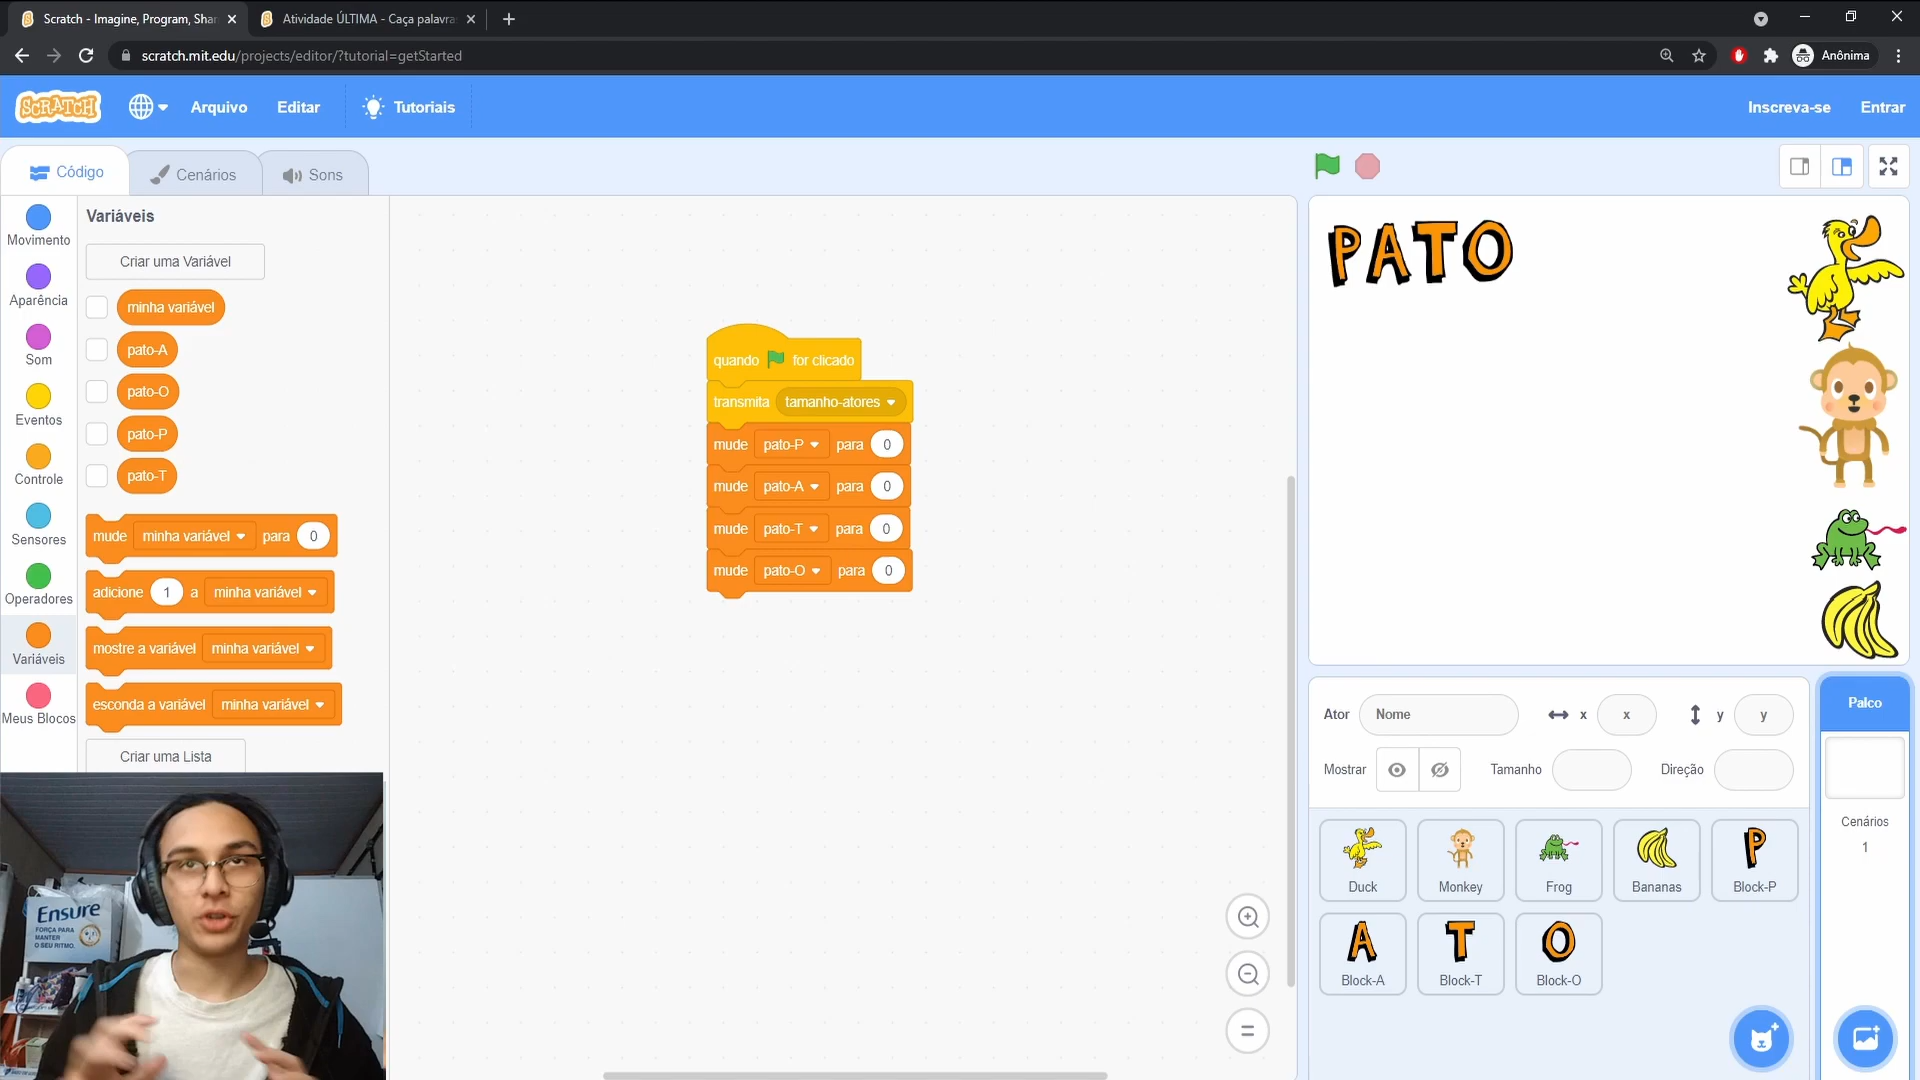 Scratch - Imagine, Program, Shar
Atividade ÚLTIMA - Caça palavra
scratch.mit.edu/projects/editor/?tutorial=getStarted
Anônima
SCRATCH
Arquivo
Editar
Tutoriais
Inscreva-se
Entrar
Código
Cenários
Sons
Movimento
Aparência
Som
Eventos
Controle
Sensores
Operadores
Variáveis
Meus Blocos
Variáveis
Criar uma Variável
minha variável
pato-A
pato-O
pato-P
pato-T
mude minha variável para 0
adicione 1 a minha variável
mostre a variável minha variável
esconda a variável minha variável
Criar uma Lista
quando for clicado
transmita tamanho-atores
mude pato-P para 0
mude pato-A para 0
mude pato-T para 0
mude pato-O para 0
PATO
Ator Nome x x y y
Mostrar Tamanho Direção
Duck
Monkey
Frog
Bananas
P
Block-P
A
Block-A
T
Block-T
O
Block-O
Palco
Cenários
1
Ensure
FORÇA PARA
MANTER
O SEU RITMO.